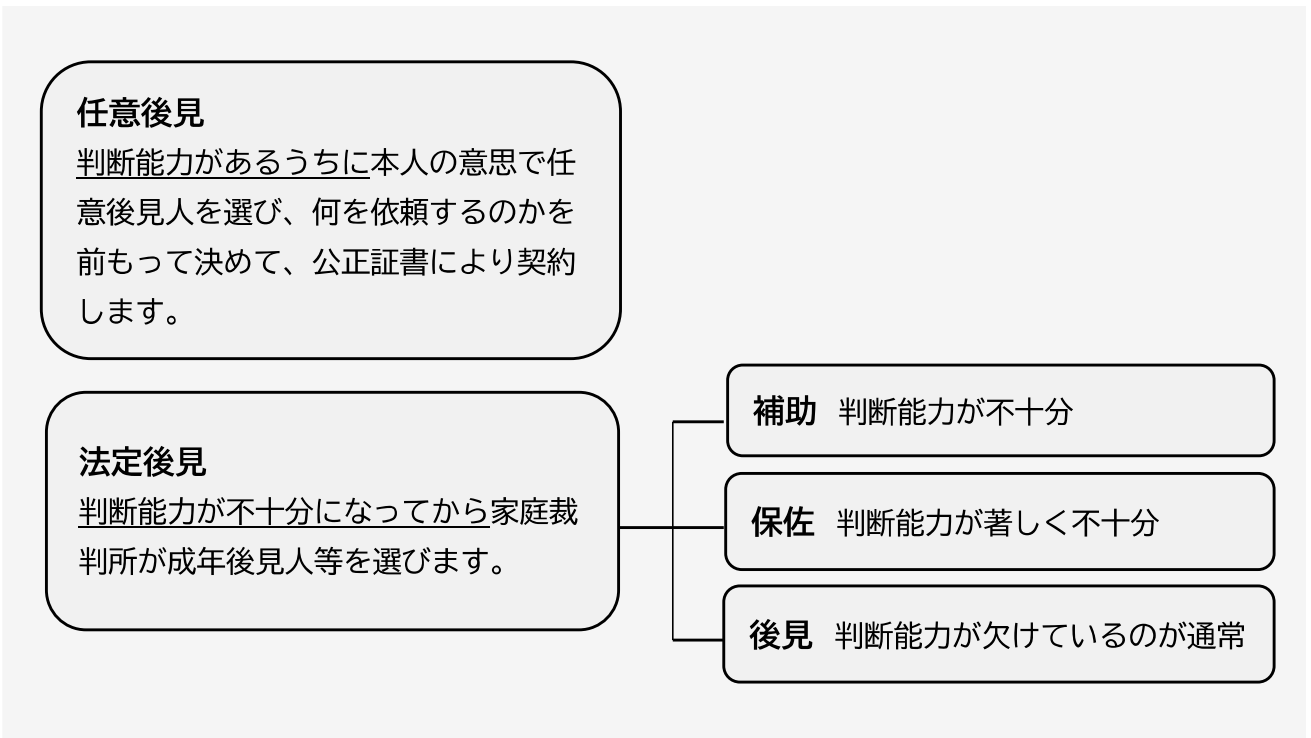 任意後見
判断能力があるうちに本人の意思で任
意後見人を選び、何を依頼するのかを
前もって決めて、公正証書により契約
します。
法定後見
判断能力が不十分になってから家庭裁
判所が成年後見人等を選びます。
補助 判断能力が不十分
保佐 判断能力が著しく不十分
後見 判断能力が欠けているのが通常